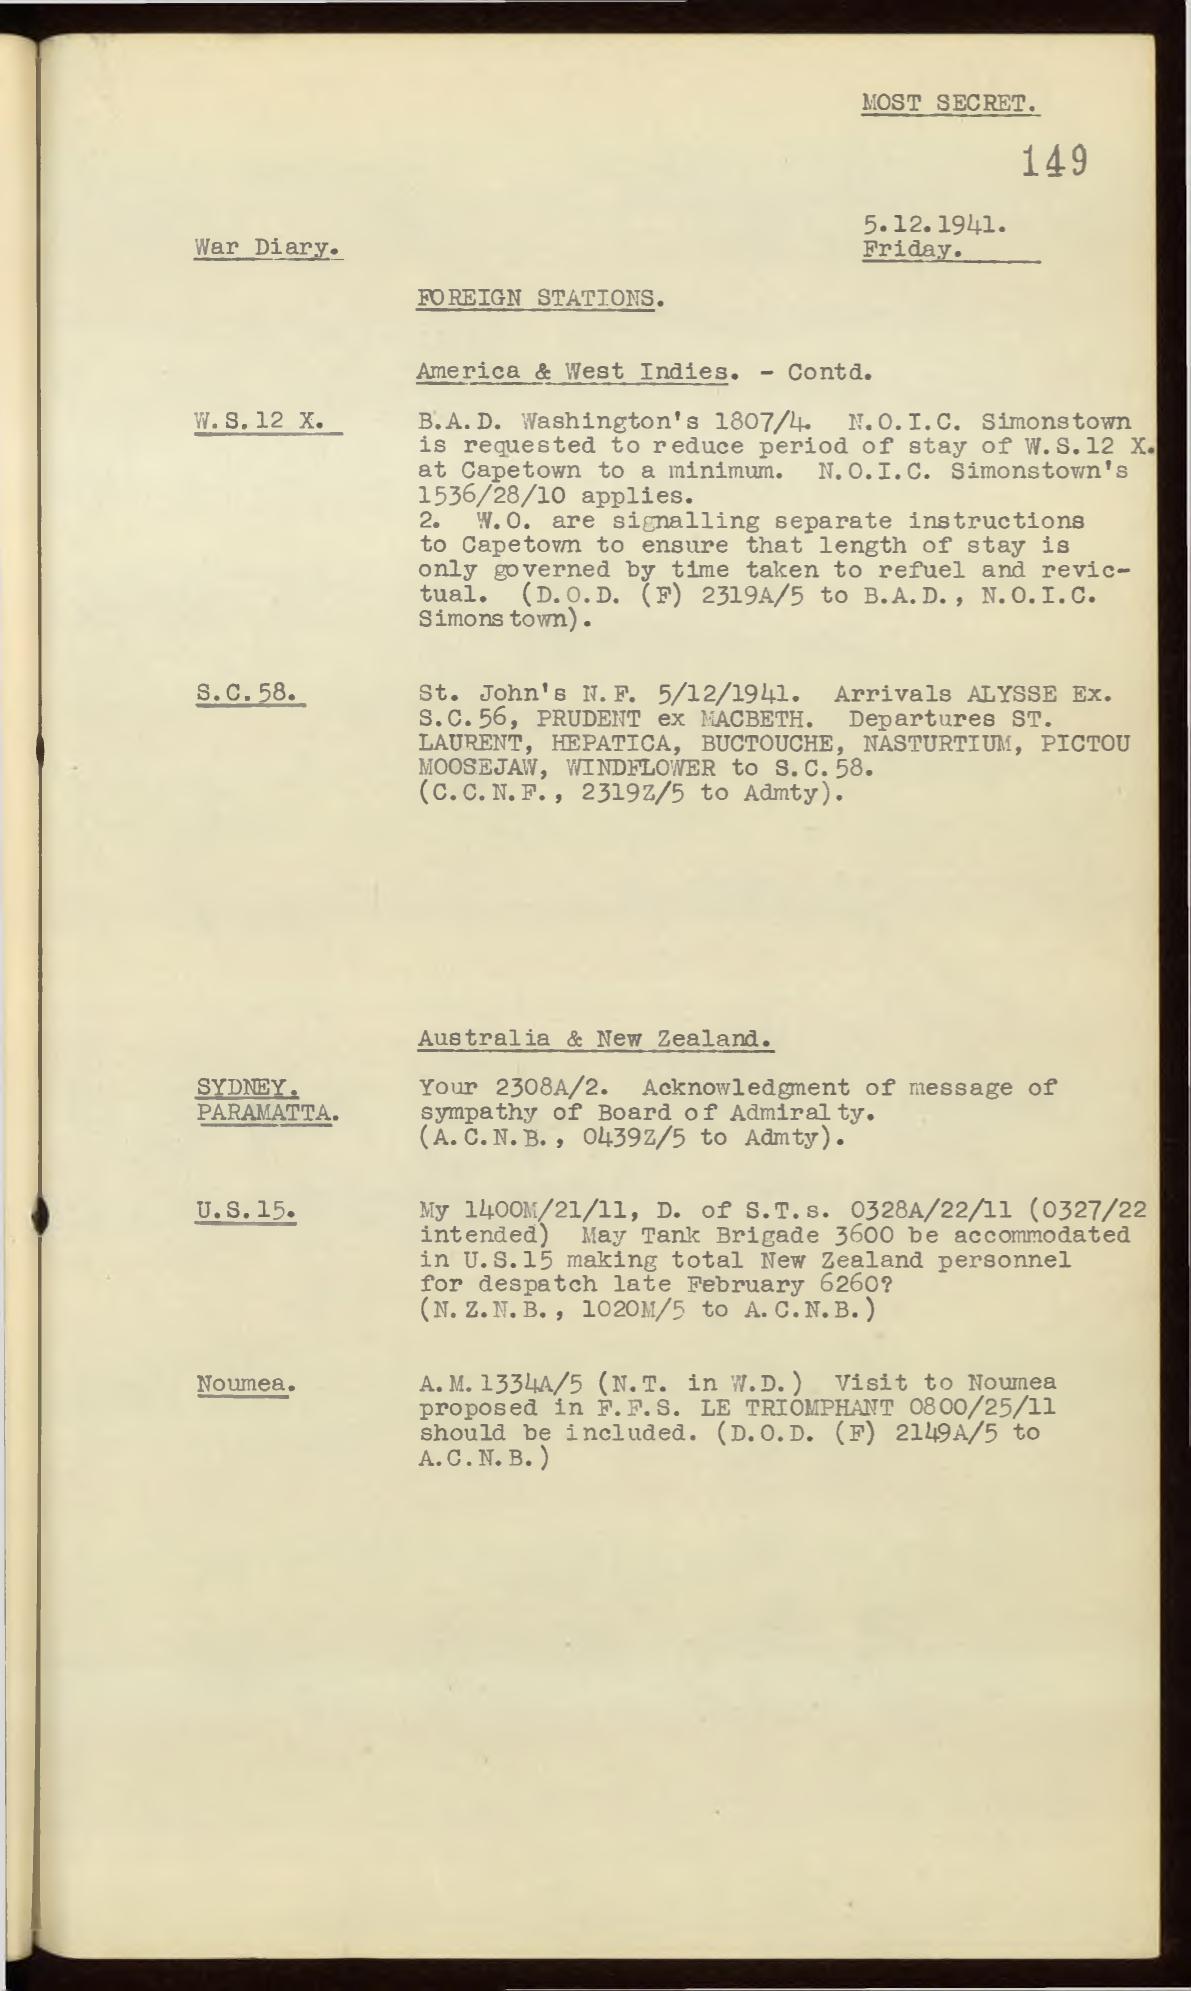 MOST SECRET.
149
5.12.1941.
War Diary.
Friday.
FOREIGN STATIONS.
America & West Indies. - Contd.
W.S.12 X.
B.A.D. Washington's 1807/4. N.O.I.C. Simonstown
is requested to reduce period of stay of W.S.12 X.
at Capetown to a minimum. N.O.I.C. Simonstown's
1536/28/10 applies.
2. W.O. are signalling separate instructions
to Capetown to ensure that length of stay is
only governed by time taken to refuel and revic-
tual. (D.O.D. (F) 2319A/5 to B.A.D., N.O.I.C.
Simonstown).
S.C.58.
St. John's N.F. 5/12/1941. Arrivals ALYSSE Ex.
S.C.56, PRUDENT ex MACBETH. Departures ST.
LAURENT, HEPATICA, BUCTOUCHE, NASTURTIUM, PICTOU
MOOSEJAW, WINDFLOWER to S.C.58.
(C.C.N.F., 2319Z/5 to Admty).
Australia & New Zealand.
SYDNEY.
PARAMATTA.
Your 2308A/2. Acknowledgment of message of
sympathy of Board of Admiralty.
(A.C.N.B., 0439Z/5 to Admty).
U.S.15.
My 1400M/21/11, D. of S.T.s. 0328A/22/11 (0327/22
intended) May Tank Brigade 3600 be accommodated
in U.S.15 making total New Zealand personnel
for despatch late February 6260?
(N.Z.N.B., 1020M/5 to A.C.N.B.)
Noumea.
A.M.1334A/5 (N.T. in W.D.) Visit to Noumea
proposed in F.F.S. LE TRIOMPHANT 0800/25/11
should be included. (D.O.D. (F) 2149A/5 to
A.C.N.B.)